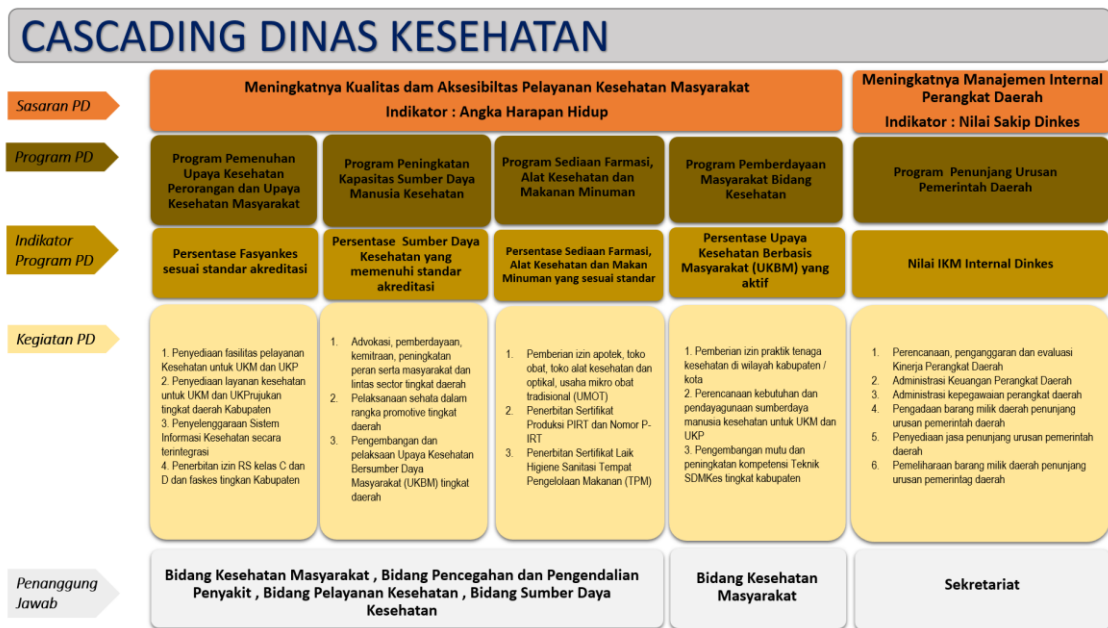 CASCADING DINAS KESEHATAN
Sasaran PD
Meningkatnya Kualitas dam Aksesibiltas Pelayanan Kesehatan Masyarakat
Indikator : Angka Harapan Hidup
Meningkatnya Manajemen Internal
Perangkat Daerah
Indikator : Nilai Sakip Dinkes
Program PD
Program Pemenuhan
Upaya Kesehatan
Perorangan dan Upaya
Kesehatan Masyarakat
Program Peningkatan
Kapasitas Sumber Daya
Manusia Kesehatan
Program Sediaan Farmasi,
Alat Kesehatan dan
Makanan Minuman
Program Pemberdayaan
Masyarakat Bidang
Kesehatan
Program Penunjang Urusan
Pemerintah Daerah
Indikator
Program PD
Persentase Fasyankes
sesuai standar akreditasi
Persentase Sumber Daya
Kesehatan yang
memenuhi standar
akreditasi
Persentase Sediaan Farmasi,
Alat Kesehatan dan Makan
Minuman yang sesuai standar
Persentase Upaya
Kesehatan Berbasis
Masyarakat (UKBM) yang
aktif
Nilai IKM Internal Dinkes
Kegiatan PD
1. Penyediaan fasilitas pelayanan
Kesehatan untuk UKM dan UKP
2. Penyediaan layanan kesehatan
untuk UKM dan UKPrujukan
tingkat daerah Kabupaten
3. Penyelenggaraan Sistem
Informasi Kesehatan secara
terintegrasi
4. Penerbitan izin RS kelas C dan
D dan faskes tingkan Kabupaten
1. Advokasi, pemberdayaan,
kemitraan, peningkatan
peran serta masyarakat dan
lintas sector tingkat daerah
2. Pelaksanaan sehata dalam
rangka promotive tingkat
daerah
3. Pengembangan dan
pelaksaan Upaya Kesehatan
Bersumber Daya
Masyarakat (UKBM) tingkat
daerah
1. Pemberian izin apotek, toko
obat, toko alat kesehatan dan
optikal, usaha mikro obat
tradisional (UMOT)
2. Penerbitan Sertifikat
Produksi PIRT dan Nomor P-
IRT
3. Penerbitan Sertifikat Laik
Higiene Sanitasi Tempat
Pengelolaan Makanan (TPM)
1. Pemberian izin praktik tenaga
kesehatan di wilayah kabupaten /
kota
2. Perencanaan kebutuhan dan
pendayagunaan sumberdaya
manusia kesehatan untuk UKM dan
UKP
3. Pengembangan mutu dan
peningkatan kompetensi Teknik
SDMKes tingkat kabupaten
1. Perencanaan, penganggaran dan evaluasi
Kinerja Perangkat Daerah
2. Administrasi Keuangan Perangkat Daerah
3. Administrasi kepegawaian perangkat daerah
4. Pengadaan barang milik daerah penunjang
urusan pemerintah daerah
5. Penyediaan jasa penunjang urusan pemerintah
daerah
6. Pemeliharaan barang milik daerah penunjang
urusan pemerintag daerah
Penanggung
Jawab
Bidang Kesehatan Masyarakat , Bidang Pencegahan dan Pengendalian
Penyakit , Bidang Pelayanan Kesehatan , Bidang Sumber Daya
Kesehatan
Bidang Kesehatan
Masyarakat
Sekretariat